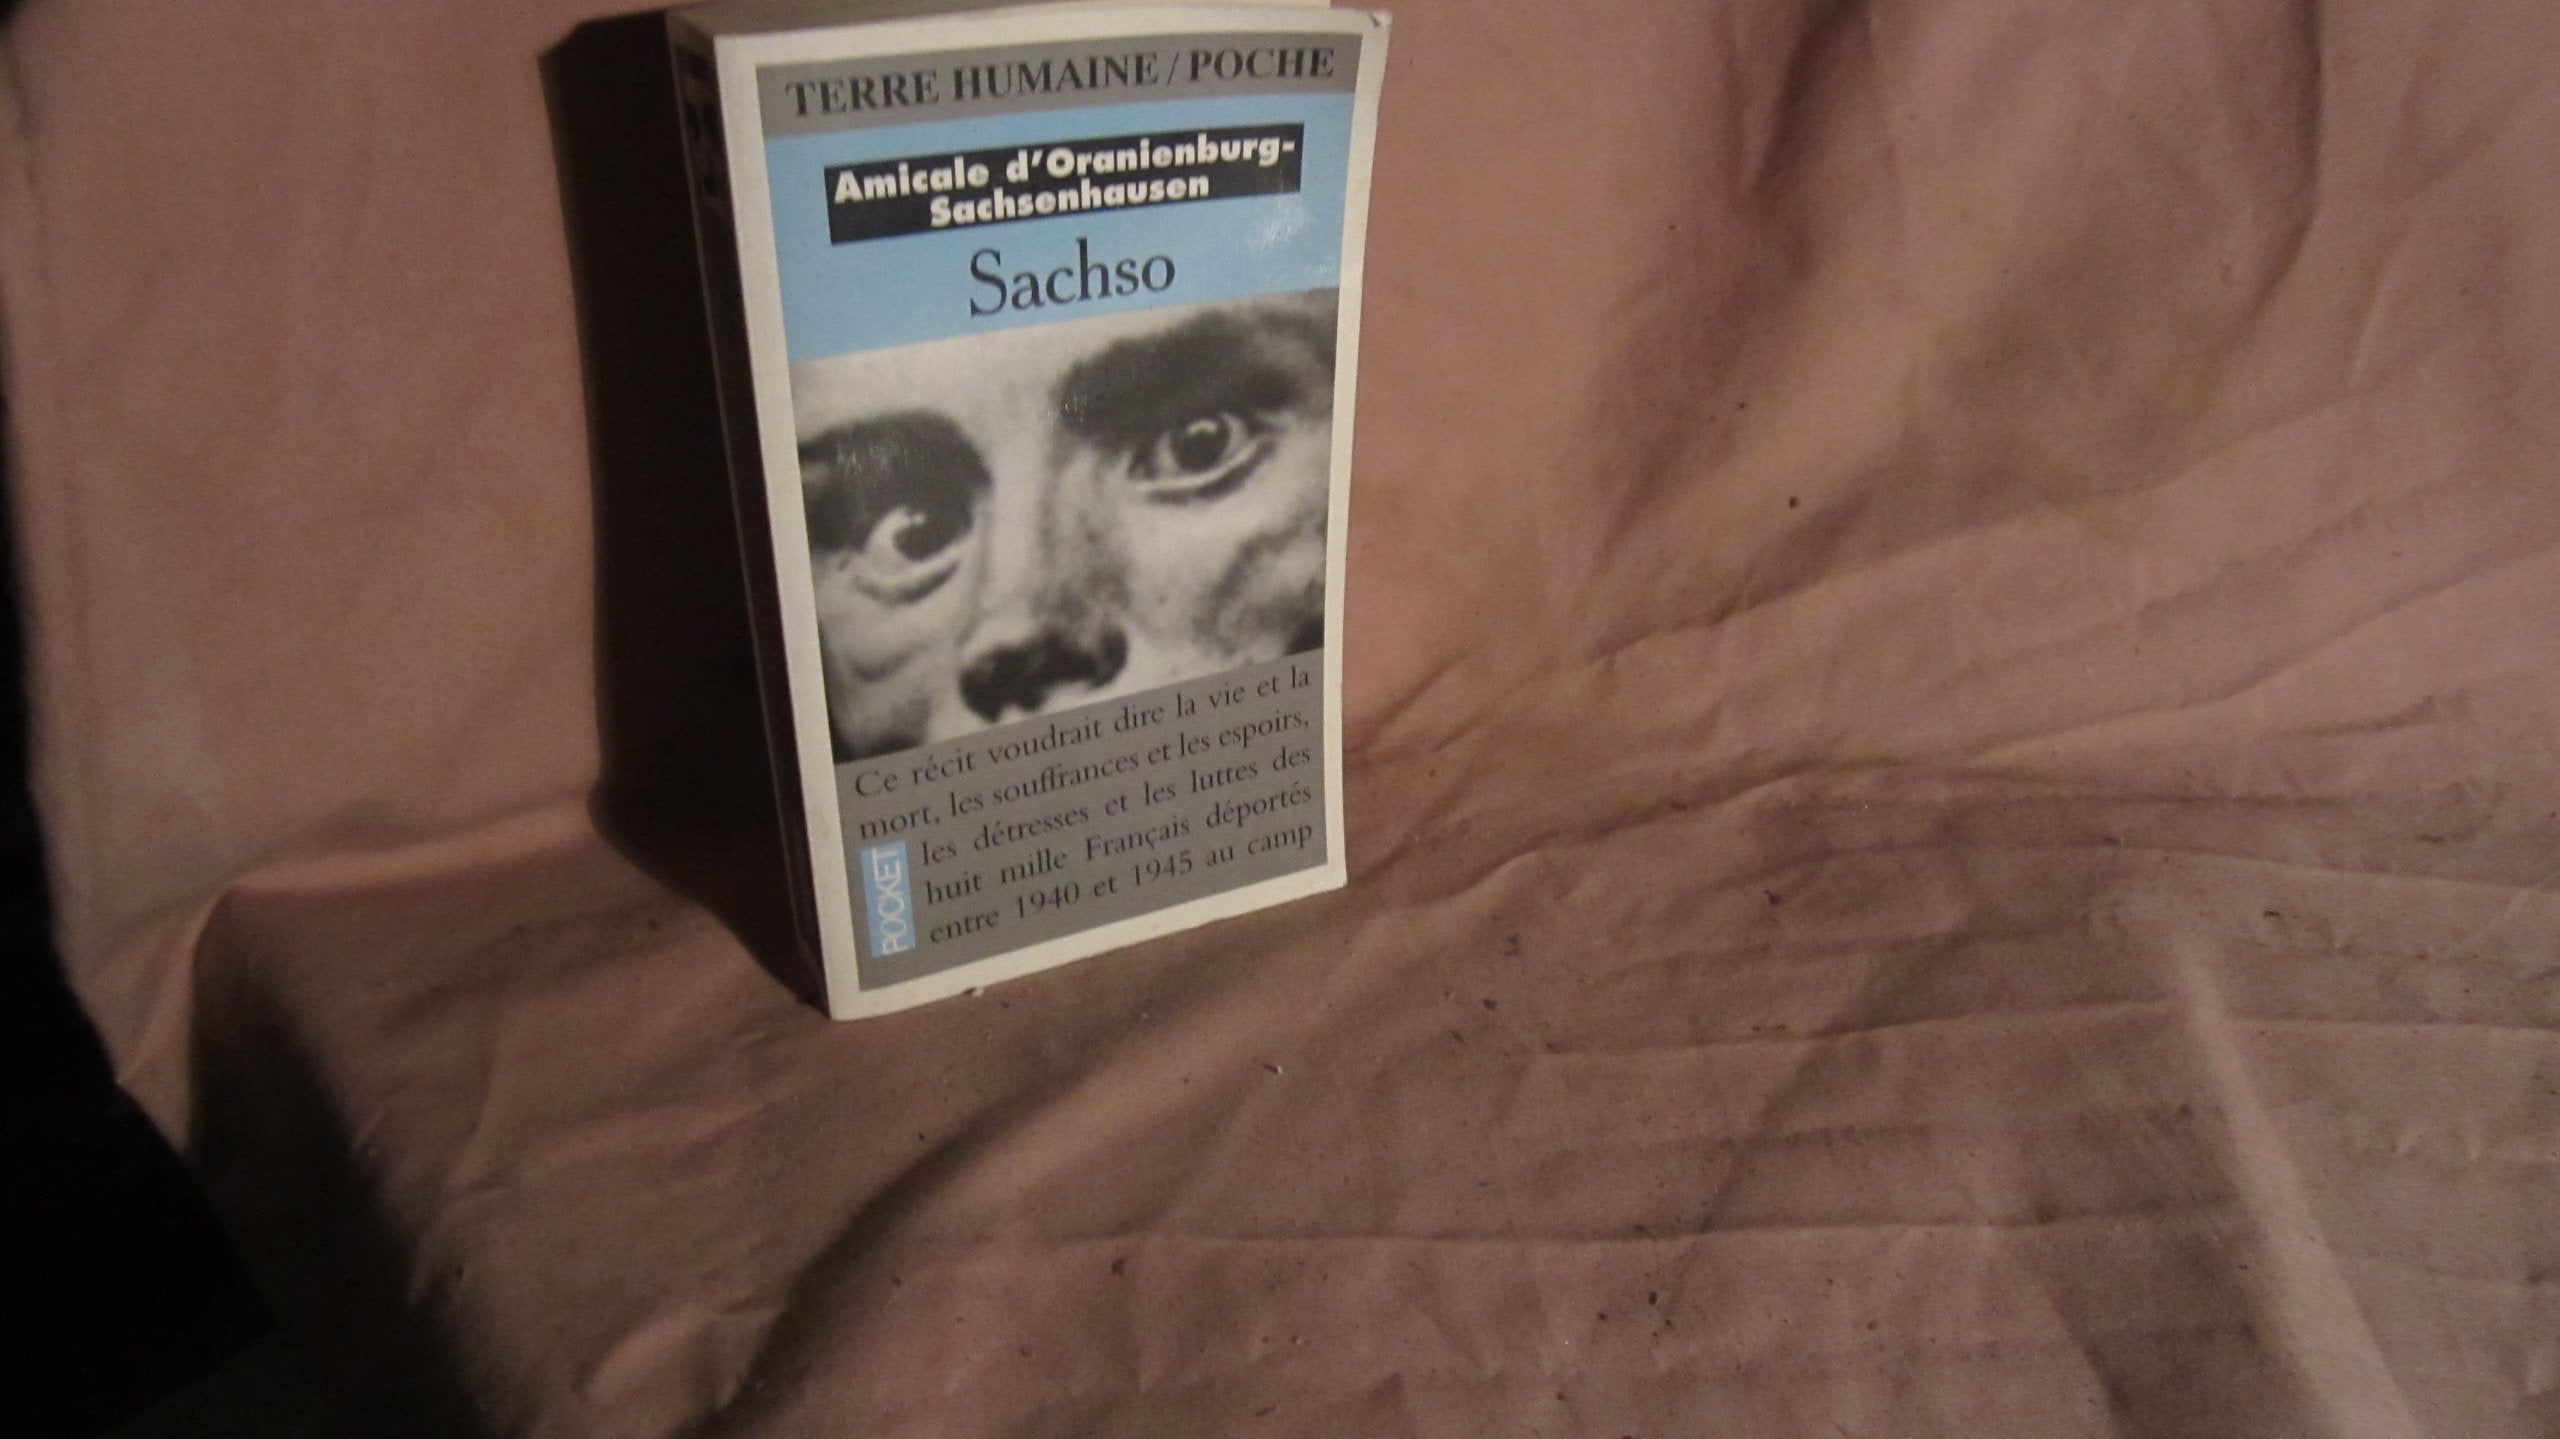 TERRE HUMAINE / POCHE
Amicale d'Oranienburg-
Sachsenhausen
Sachso
Ce récit voudrait dire la vie et la
mort, les souffrances et les espoirs,
les détresses et les luttes des
huit mille Français déportés
entre 1940 et 1945 au camp
POCKET